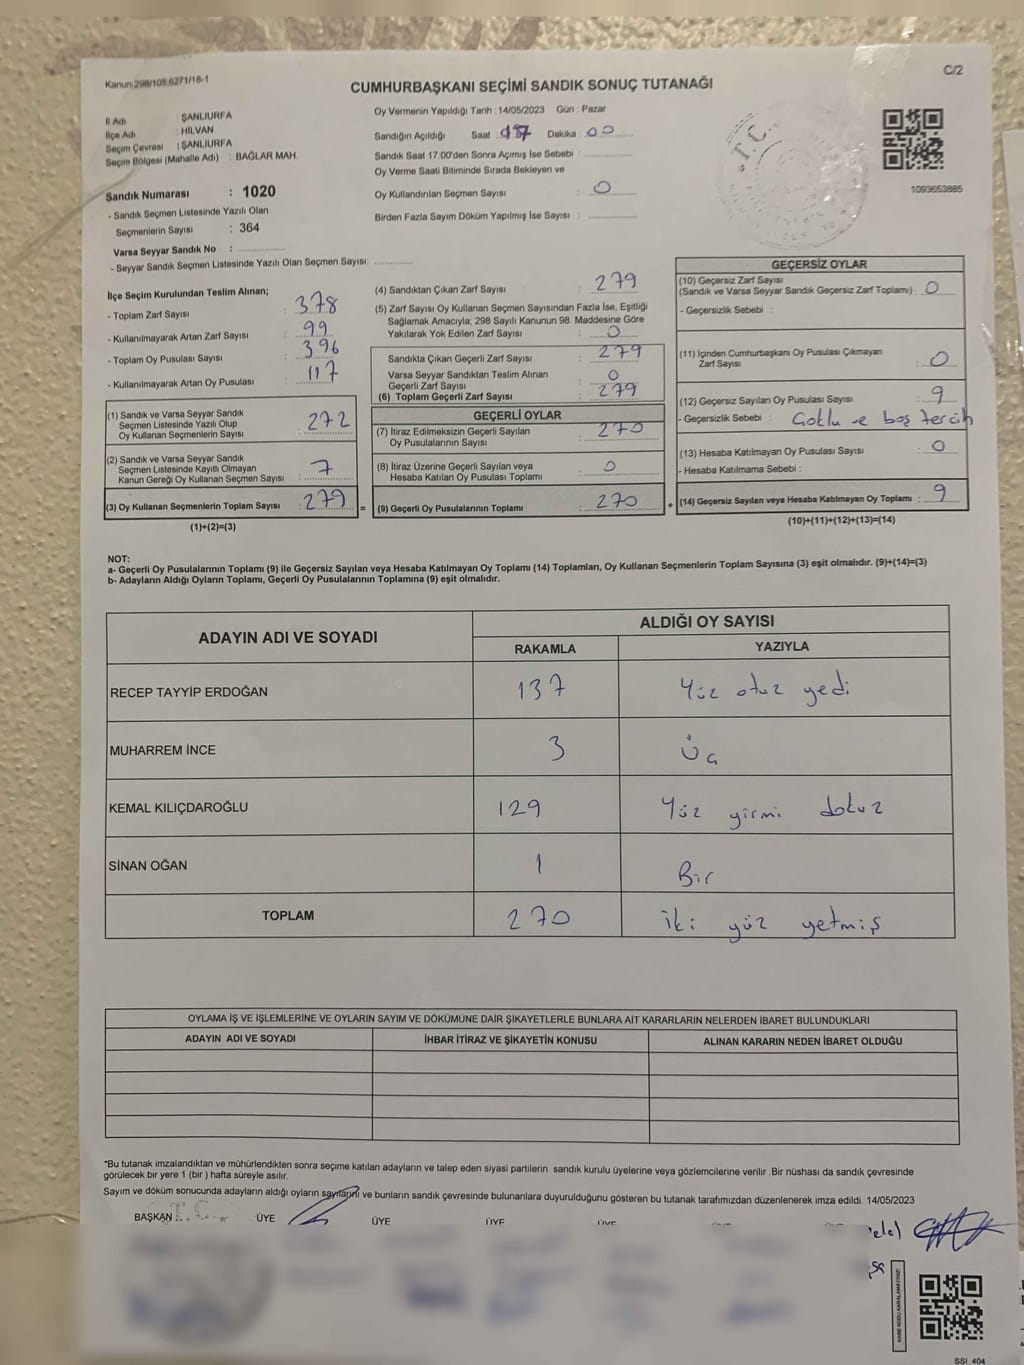 Kanun:298/105;6271/18-1
C/2
CUMHURBAŞKANI SEÇİMİ SANDIK SONUÇ TUTANAĞI
İl Adı : ŞANLIURFA
İlçe Adı : HİLVAN
Seçim Çevresi : ŞANLIURFA
Seçim Bölgesi (Mahalle Adı) : BAĞLAR MAH.
Sandık Numarası : 1020
- Sandık Seçmen Listesinde Yazılı Olan
Seçmenlerin Sayısı : 364
Varsa Seyyar Sandık No :
- Seyyar Sandık Seçmen Listesinde Yazılı Olan Seçmen Sayısı:
Oy Vermenin Yapıldığı Tarih :14/05/2023 Gün : Pazar
Sandığın Açıldığı Saat : 17 Dakika : 00
Sandık Saat 17:00'den Sonra Açımış İse Sebebi :
Oy Verme Saati Bitiminde Sırada Bekleyen ve
Oy Kullandırılan Seçmen Sayısı : 0
Birden Fazla Sayım Döküm Yapılmış İse Sayısı :
T.C.
1093653885
İlçe Seçim Kurulundan Teslim Alınan;
- Toplam Zarf Sayısı : 378
- Kullanılmayarak Artan Zarf Sayısı : 99
- Toplam Oy Pusulası Sayısı : 396
- Kullanılmayarak Artan Oy Pusulası : 117
(1) Sandık ve Varsa Seyyar Sandık
Seçmen Listesinde Yazılı Olup
Oy Kullanan Seçmenlerin Sayısı : 272
(2) Sandık ve Varsa Seyyar Sandık
Seçmen Listesinde Kayıtlı Olmayan
Kanun Gereği Oy Kullanan Seçmen Sayısı : 7
(3) Oy Kullanan Seçmenlerin Toplam Sayısı : 279
(1)+(2)=(3)
(4) Sandıktan Çıkan Zarf Sayısı : 279
(5) Zarf Sayısı Oy Kullanan Seçmen Sayısından Fazla İse, Eşitliği
Sağlamak Amacıyla; 298 Sayılı Kanunun 98. Maddesine Göre
Yakılarak Yok Edilen Zarf Sayısı : 0
Sandıkta Çıkan Geçerli Zarf Sayısı : 279
Varsa Seyyar Sandıktan Teslim Alınan
Geçerli Zarf Sayısı : 0
(6) Toplam Geçerli Zarf Sayısı : 279
GEÇERLİ OYLAR
(7) İtiraz Edilmeksizin Geçerli Sayılan
Oy Pusulalarının Sayısı : 270
(8) İtiraz Üzerine Geçerli Sayılan veya
Hesaba Katılan Oy Pusulası Toplamı : 0
= (9) Geçerli Oy Pusulalarının Toplamı : 270
GEÇERSİZ OYLAR
(10) Geçersiz Zarf Sayısı
(Sandık ve Varsa Seyyar Sandık Geçersiz Zarf Toplamı) : 0
- Geçersizlik Sebebi :
(11) İçinden Cumhurbaşkanı Oy Pusulası Çıkmayan
Zarf Sayısı : 0
(12) Geçersiz Sayılan Oy Pusulası Sayısı : 9
- Geçersizlik Sebebi : Çoklu ve boş tercih
(13) Hesaba Katılmayan Oy Pusulası Sayısı : 0
- Hesaba Katılmama Sebebi :
+ (14) Geçersiz Sayılan veya Hesaba Katılmayan Oy Toplamı : 9
(10)+(11)+(12)+(13)=(14)
NOT:
a- Geçerli Oy Pusulalarının Toplamı (9) ile Geçersiz Sayılan veya Hesaba Katılmayan Oy Toplamı (14) Toplamları, Oy Kullanan Seçmenlerin Toplam Sayısına (3) eşit olmalıdır. (9)+(14)=(3)
b- Adayların Aldığı Oyların Toplamı, Geçerli Oy Pusulalarının Toplamına (9) eşit olmalıdır.
ADAYIN ADI VE SOYADI
ALDIĞI OY SAYISI
RAKAMLA YAZIYLA
RECEP TAYYİP ERDOĞAN 137 Yüz otuz yedi
MUHARREM İNCE 3 Üç
KEMAL KILIÇDAROĞLU 129 Yüz yirmi dokuz
SİNAN OĞAN 1 Bir
TOPLAM 270 iki yüz yetmiş
OYLAMA İŞ VE İŞLEMLERİNE VE OYLARIN SAYIM VE DÖKÜMÜNE DAİR ŞİKAYETLERLE BUNLARA AİT KARARLARIN NELERDEN İBARET BULUNDUKLARI
ADAYIN ADI VE SOYADI İHBAR İTİRAZ VE ŞİKAYETİN KONUSU ALINAN KARARIN NEDEN İBARET OLDUĞU
*Bu tutanak imzalandıktan ve mühürlendikten sonra seçime katılan adayların ve talep eden siyasi partilerin sandık kurulu üyelerine veya gözlemcilerine verilir .Bir nüshası da sandık çevresinde
görülecek bir yere 1 (bir ) hafta süreyle asılır.
Sayım ve döküm sonucunda adayların aldığı oyların sayılarını ve bunların sandık çevresinde bulunanlara duyurulduğunu gösteren bu tutanak tarafımızdan düzenlenerek imza edildi. 14/05/2023
BAŞKAN T.C. ÜYE ÜYE ÜYE ÜYE
SSI_404